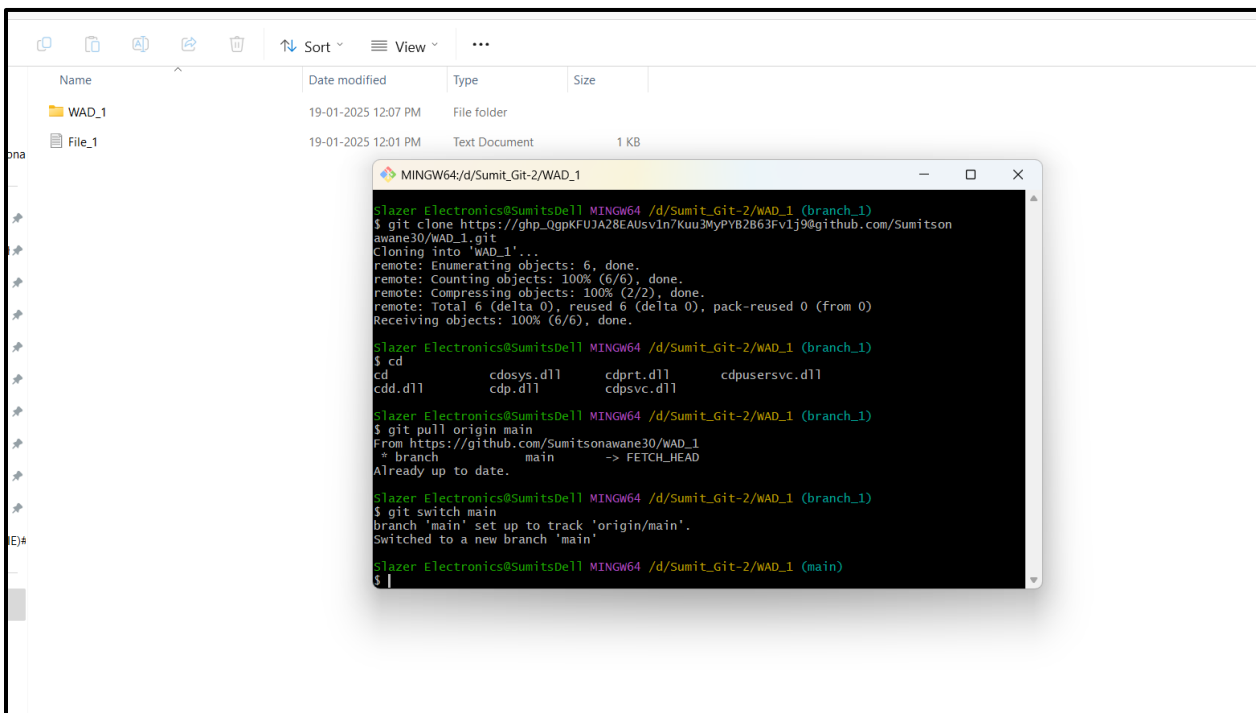 Sort
View
Name
Date modified
Type
Size
WAD_1
19-01-2025 12:07 PM
File folder
File_1
19-01-2025 12:01 PM
Text Document
1 KB
ona
IE)#
MINGW64:/d/Sumit_Git-2/WAD_1
Slazer Electronics@SumitsDell MINGW64 /d/Sumit_Git-2/WAD_1 (branch_1)
$ git clone https://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@github.com/Sumitson
awane30/WAD_1.git
Cloning into 'WAD_1'...
remote: Enumerating objects: 6, done.
remote: Counting objects: 100% (6/6), done.
remote: Compressing objects: 100% (2/2), done.
remote: Total 6 (delta 0), reused 6 (delta 0), pack-reused 0 (from 0)
Receiving objects: 100% (6/6), done.
Slazer Electronics@SumitsDell MINGW64 /d/Sumit_Git-2/WAD_1 (branch_1)
$ cd
cd cdosys.dll cdprt.dll cdpusersvc.dll
cdd.dll cdp.dll cdpsvc.dll
Slazer Electronics@SumitsDell MINGW64 /d/Sumit_Git-2/WAD_1 (branch_1)
$ git pull origin main
From https://github.com/Sumitsonawane30/WAD_1
* branch main -> FETCH_HEAD
Already up to date.
Slazer Electronics@SumitsDell MINGW64 /d/Sumit_Git-2/WAD_1 (branch_1)
$ git switch main
branch 'main' set up to track 'origin/main'.
Switched to a new branch 'main'
Slazer Electronics@SumitsDell MINGW64 /d/Sumit_Git-2/WAD_1 (main)
$